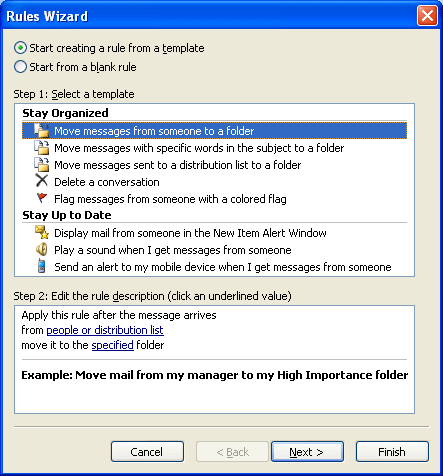 Rules Wizard
Start creating a rule from a template
Start from a blank rule
Step 1: Select a template
Stay Organized
Move messages from someone to a folder
Move messages with specific words in the subject to a folder
Move messages sent to a distribution list to a folder
Delete a conversation
Flag messages from someone with a colored flag
Stay Up to Date
Display mail from someone in the New Item Alert Window
Play a sound when I get messages from someone
Send an alert to my mobile device when I get messages from someone
Step 2: Edit the rule description (click an underlined value)
Apply this rule after the message arrives
from people or distribution list
move it to the specified folder
Example: Move mail from my manager to my High Importance folder
Cancel < Back Next > Finish